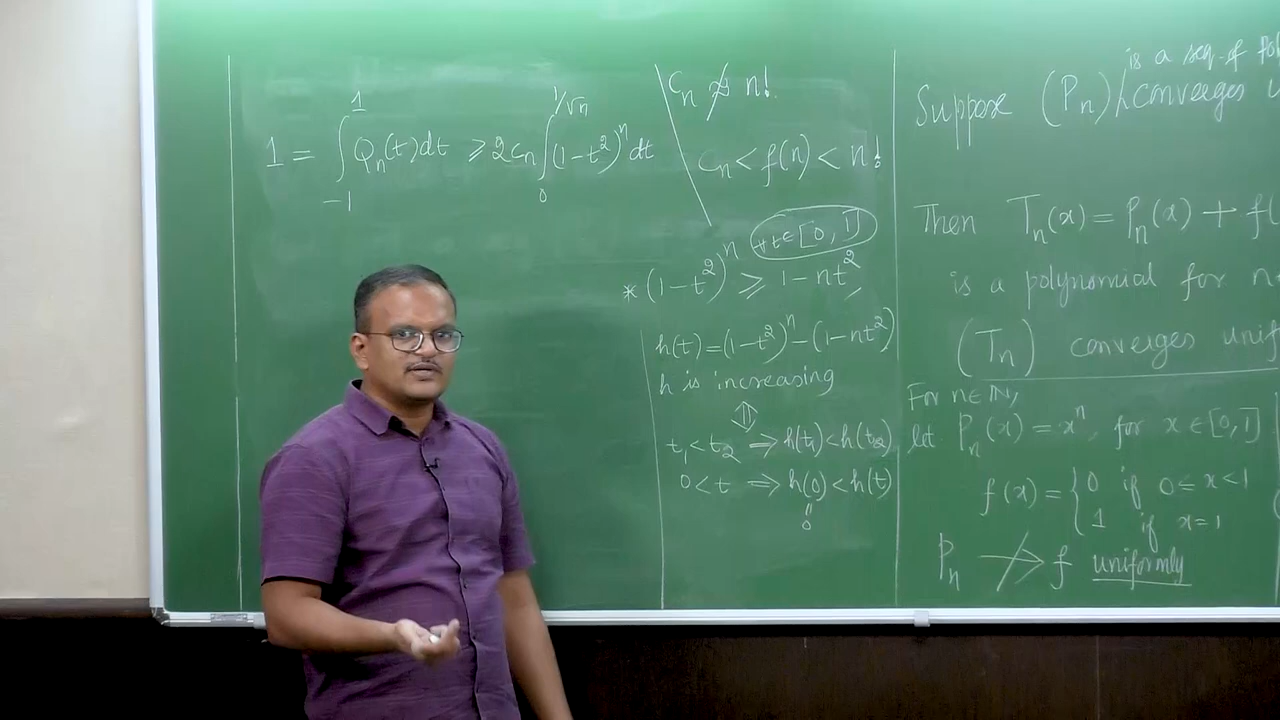 1 = ∫_{-1}^{1} Q_n(t)dt ≥ 2c_n ∫_0^{1/√n} (1-t²)^n dt
c_n ≁ n!
c_n < f(n) < n!
∀ t∈[0,1]
* (1-t²)^n ≥ 1-nt²,
h(t)=(1-t²)^n-(1-nt²)
h is increasing
⇕
t₁<t₂ ⇒ h(t₁)<h(t₂)
0<t ⇒ h(0)<h(t)
"
0
is a seq. of
Suppose (P_n) converges
Then T_n(x)=P_n(x)+f(
is a polynomial for n
(T_n) converges unif
For n∈ℕ,
let P_n(x)=x^n, for x∈[0,1]
f(x)={0 if 0≤x<1
1 if x=1
P_n ↛ f uniformly